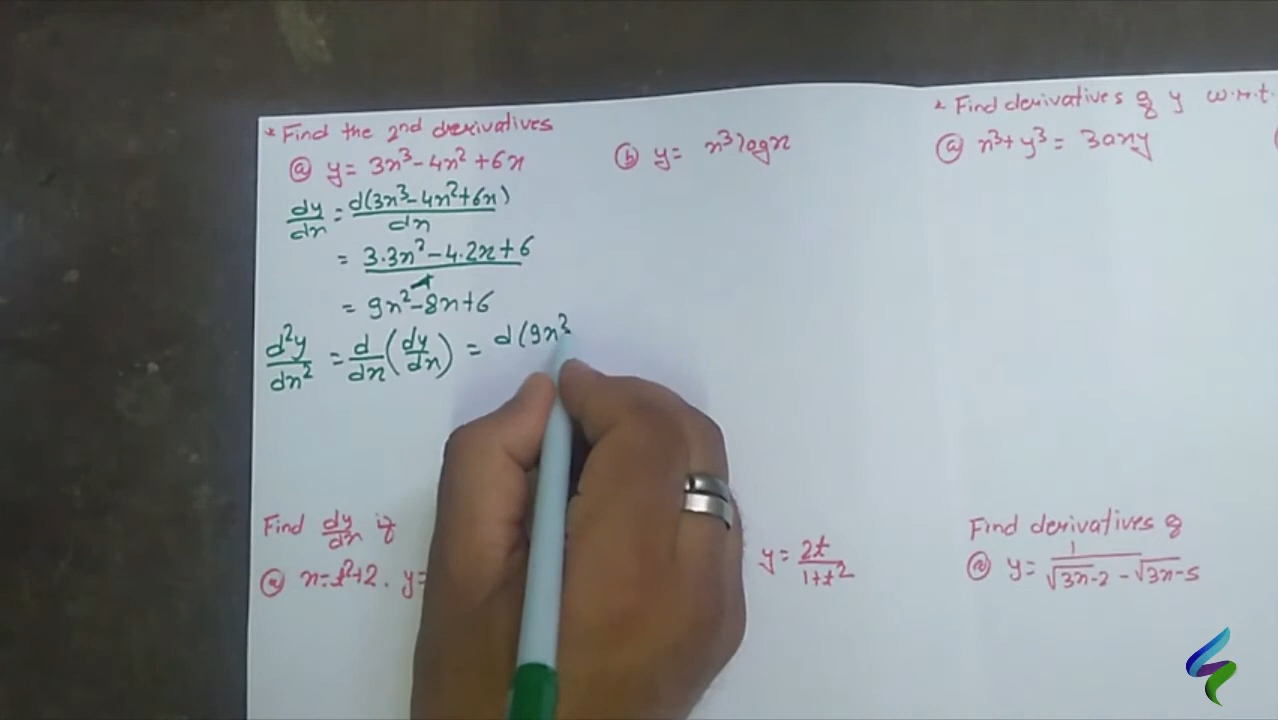 * Find the 2nd derivatives
ⓐ y = 3x³ - 4x² + 6x
dy/dx = d(3x³ - 4x² + 6x)/dx
= 3·3x² - 4·2x + 6
= 9x² - 8x + 6
d²y/dx² = d/dx (dy/dx) = d(9x²
ⓑ y = x³ logx
* Find derivatives of y w.r.t.
ⓐ x³ + y³ = 3axy
Find dy/dx if
ⓐ x = t² + 2 . y =
y = 2t/(1+t²)
Find derivatives of
ⓐ y = 1/(√3x-2 - √3x-5)